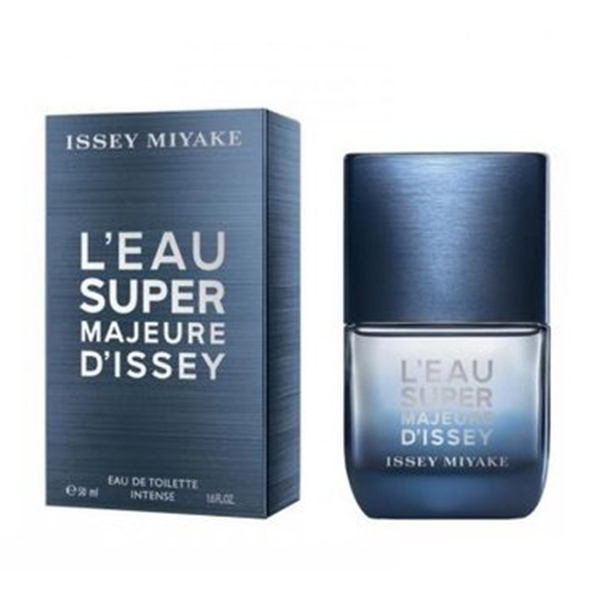 ISSEY MIYAKE
L'EAU
SUPER
MAJEURE
D'ISSEY
EAU DE TOILETTE
INTENSE
℮ 50 ml
1.6 FL.OZ.
L'EAU
SUPER
MAJEURE
D'ISSEY
ISSEY MIYAKE